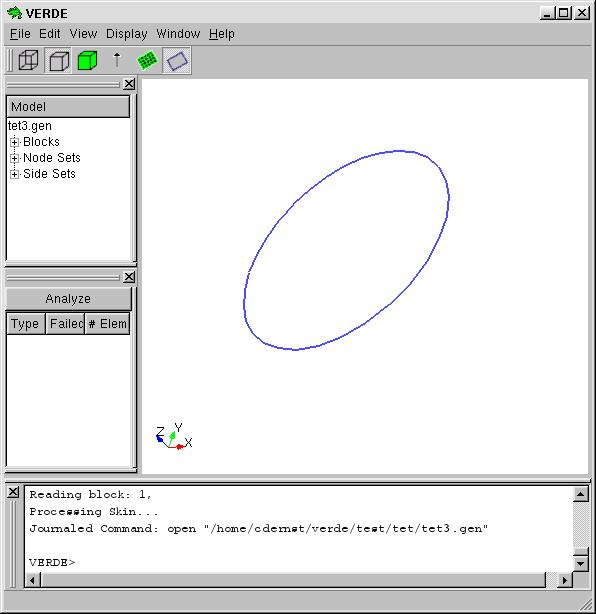 VERDE
File Edit View Display Window Help
Model
tet3.gen
Blocks
Node Sets
Side Sets
Analyze
Type Failed # Elem
Z Y X
Reading block: 1,
Processing Skin...
Journaled Command: open "/home/cdernst/verde/test/tet/tet3.gen"
VERDE>